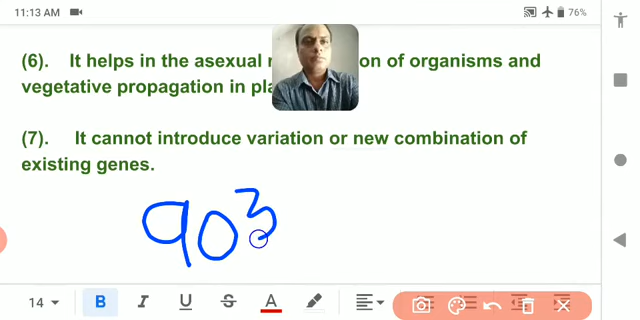 11:13 AM 76%
(6). It helps in the asexual on of organisms and
vegetative propagation in
(7). It cannot introduce variation or new combination of
existing genes.
903
14 B I U S A